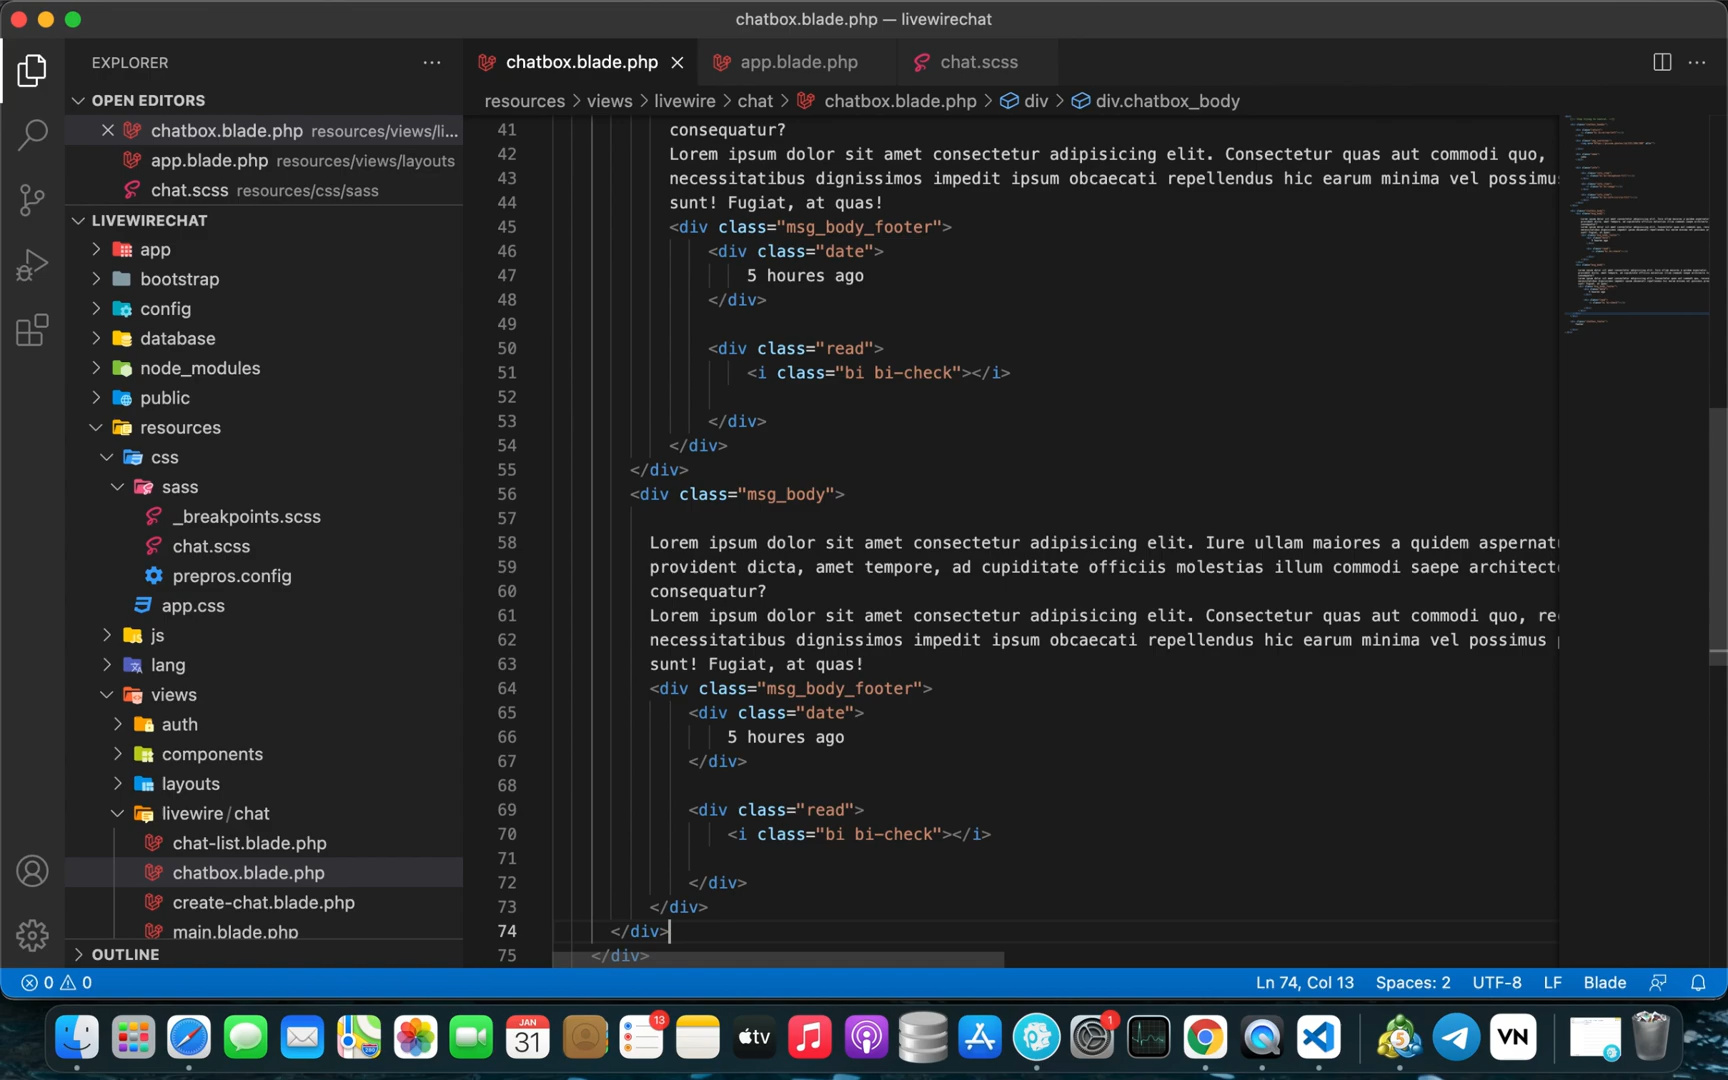 chatbox.blade.php — livewirechat
EXPLORER
OPEN EDITORS
chatbox.blade.php resources/views/li...
app.blade.php resources/views/layouts
chat.scss resources/css/sass
LIVEWIRECHAT
app
bootstrap
config
database
node_modules
public
resources
css
sass
_breakpoints.scss
chat.scss
prepros.config
app.css
js
lang
views
auth
components
layouts
livewire/chat
chat-list.blade.php
chatbox.blade.php
create-chat.blade.php
main.blade.php
OUTLINE
chatbox.blade.php
app.blade.php
chat.scss
resources > views > livewire > chat > chatbox.blade.php > div > div.chatbox_body
41 consequatur?
42 Lorem ipsum dolor sit amet consectetur adipisicing elit. Consectetur quas aut commodi quo,
43 necessitatibus dignissimos impedit ipsum obcaecati repellendus hic earum minima vel possimus
44 sunt! Fugiat, at quas!
45 <div class="msg_body_footer">
46 <div class="date">
47 5 houres ago
48 </div>
49
50 <div class="read">
51 <i class="bi bi-check"></i>
52
53 </div>
54 </div>
55 </div>
56 <div class="msg_body">
57
58 Lorem ipsum dolor sit amet consectetur adipisicing elit. Iure ullam maiores a quidem aspernatu
59 provident dicta, amet tempore, ad cupiditate officiis molestias illum commodi saepe architecto
60 consequatur?
61 Lorem ipsum dolor sit amet consectetur adipisicing elit. Consectetur quas aut commodi quo, re
62 necessitatibus dignissimos impedit ipsum obcaecati repellendus hic earum minima vel possimus
63 sunt! Fugiat, at quas!
64 <div class="msg_body_footer">
65 <div class="date">
66 5 houres ago
67 </div>
68
69 <div class="read">
70 <i class="bi bi-check"></i>
71
72 </div>
73 </div>
74 </div>
75 </div>
0 0
Ln 74, Col 13 Spaces: 2 UTF-8 LF Blade
JAN
31
13
tv
1
5
VN